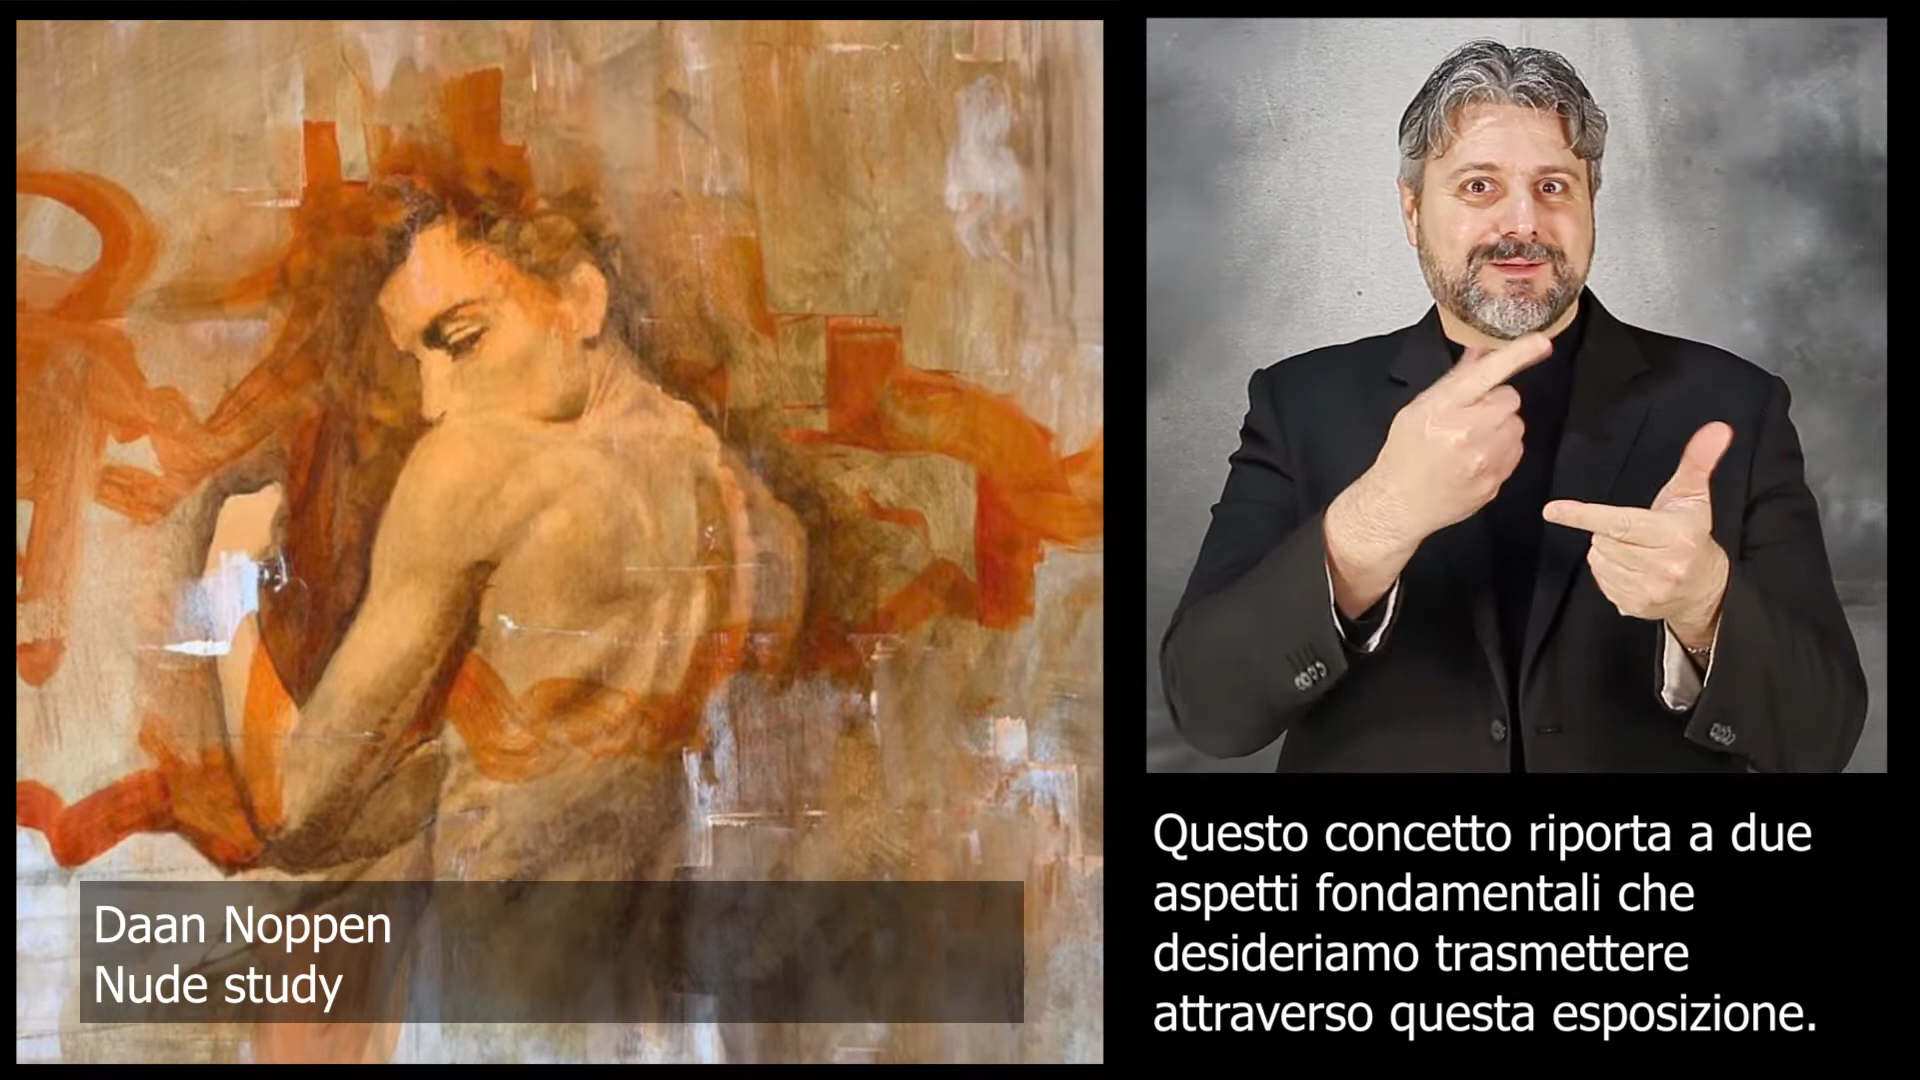 Daan Noppen
Nude study
Questo concetto riporta a due
aspetti fondamentali che
desideriamo trasmettere
attraverso questa esposizione.